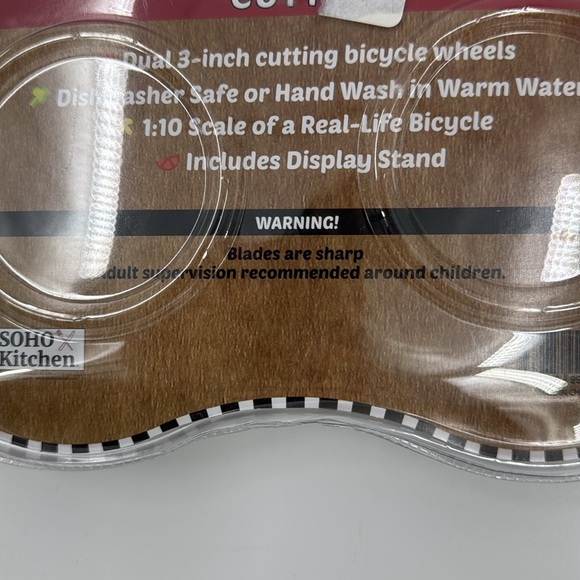 Dual 3-inch cutting bicycle wheels
Dishwasher Safe or Hand Wash in Warm Water
1:10 Scale of a Real-Life Bicycle
Includes Display Stand
WARNING!
Blades are sharp
Adult supervision recommended around children.
SOHO
Kitchen